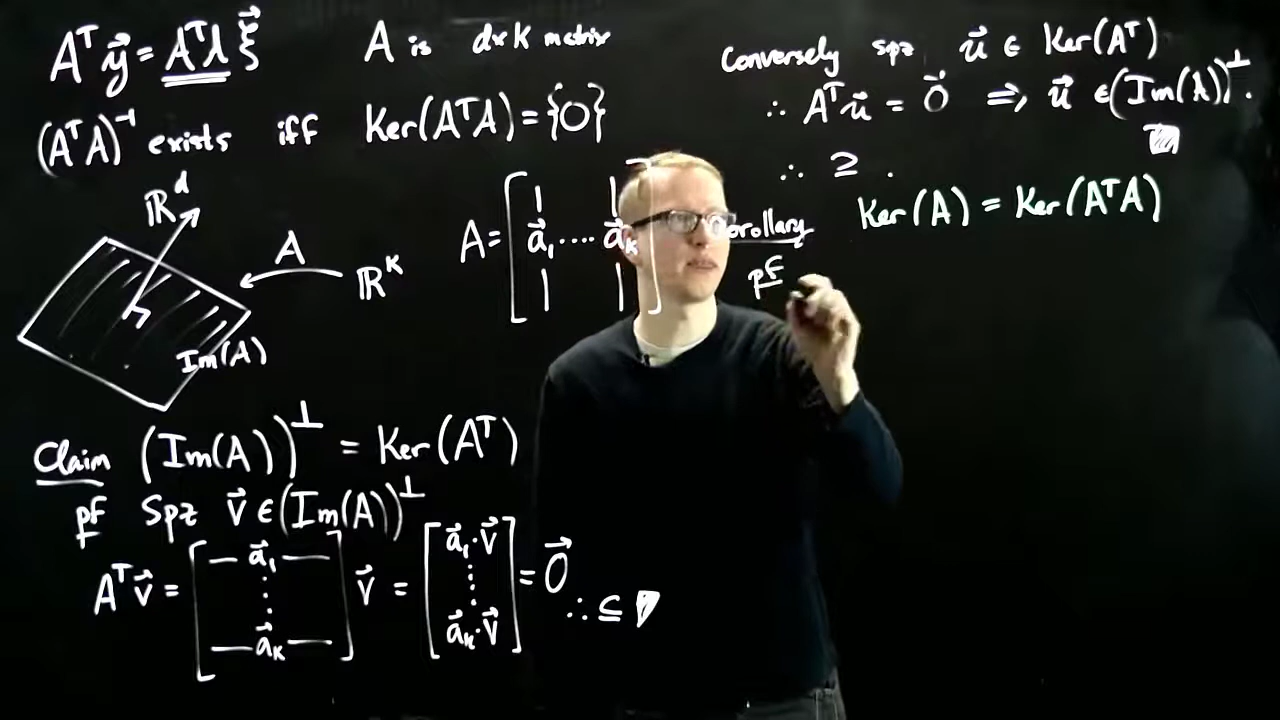 Aᵀy⃗ = AᵀA ξ⃗
A is d×k matrix
(AᵀA)⁻¹ exists iff Ker(AᵀA) = {0}
ℝᵈ
A
ℝᵏ
Im(A)
A = [a⃗₁ ···· a⃗ₖ]
Claim (Im(A))^⊥ = Ker(Aᵀ)
pf Spz v⃗ ∈ (Im(A))^⊥
Aᵀv⃗ = [— a⃗₁ — ⋮ — a⃗ₖ —] v⃗ = [a⃗₁·v⃗ ⋮ a⃗ₖ·v⃗] = 0⃗
∴ ⊆
Conversely spz u⃗ ∈ Ker(Aᵀ)
∴ Aᵀu⃗ = 0⃗ ⇒ u⃗ ∈ (Im(A))^⊥.
∴ ⊇ .
Corollary Ker(A) = Ker(AᵀA)
pf